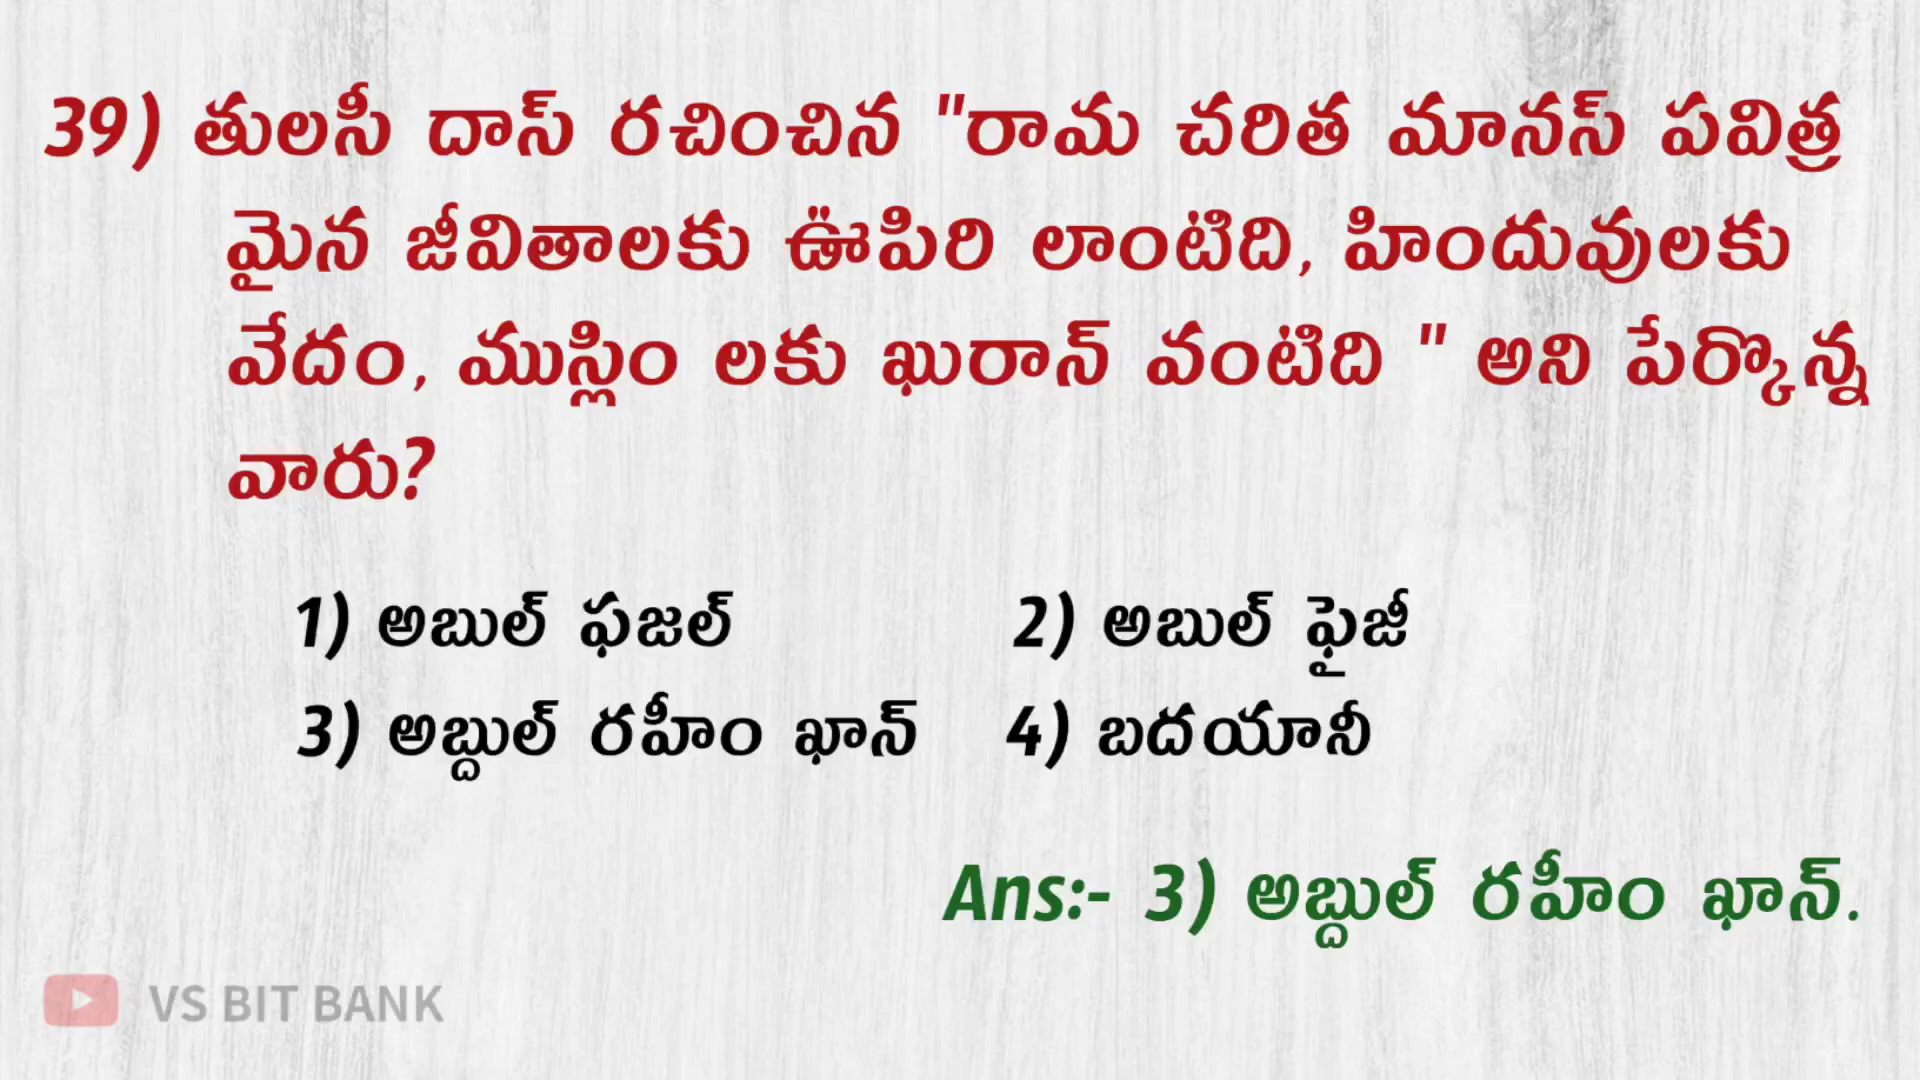 39) తులసీ దాస్ రచించిన "రామ చరిత మానస్ పవిత్ర
మైన జీవితాలకు ఊపిరి లాంటిది, హిందువులకు
వేదం, ముస్లిం లకు ఖురాన్ వంటిది " అని పేర్కొన్న
వారు?
1) అబుల్ ఫజల్ 2) అబుల్ ఫైజీ
3) అబ్దుల్ రహీం ఖాన్ 4) బదయానీ
Ans:- 3) అబ్దుల్ రహీం ఖాన్.
VS BIT BANK